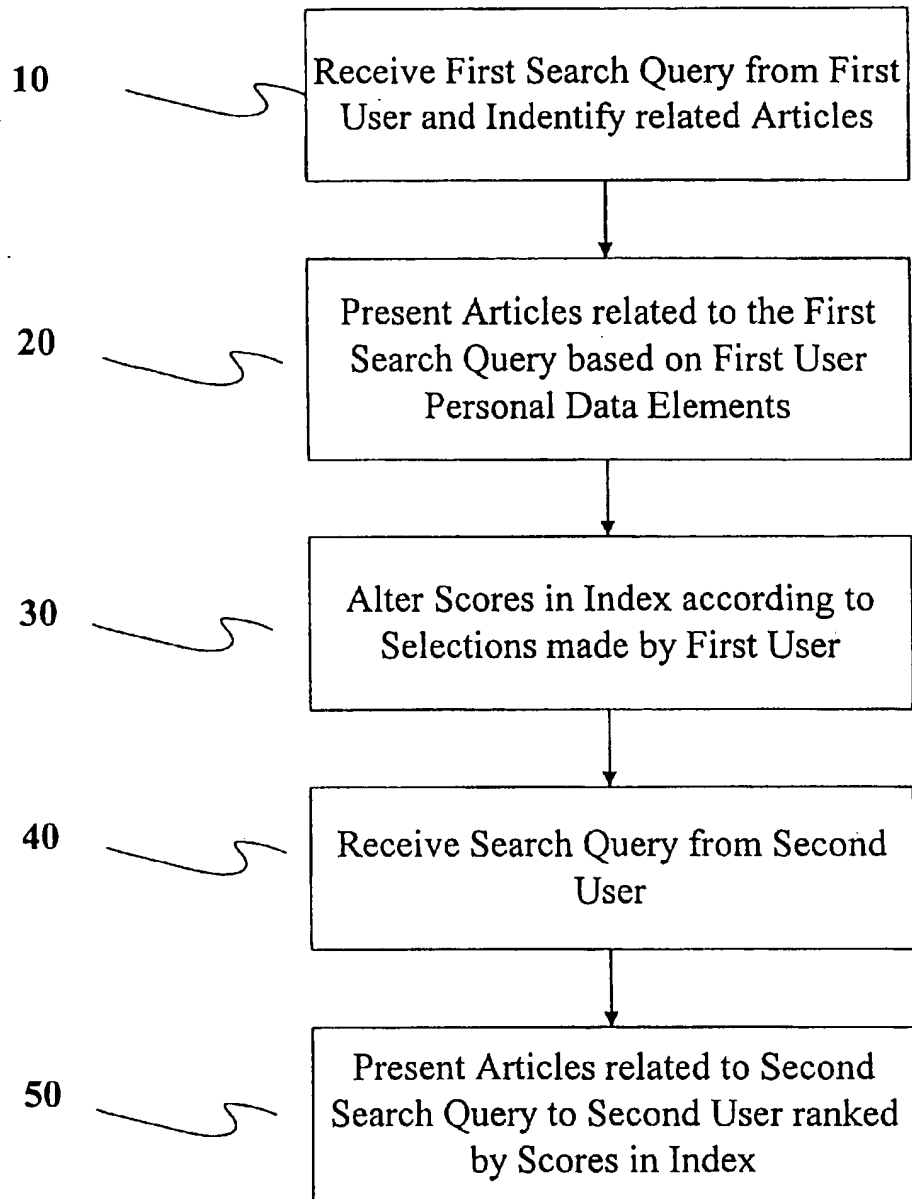 10
Receive First Search Query from First
User and Indentify related Articles
20
Present Articles related to the First
Search Query based on First User
Personal Data Elements
30
Alter Scores in Index according to
Selections made by First User
40
Receive Search Query from Second
User
50
Present Articles related to Second
Search Query to Second User ranked
by Scores in Index